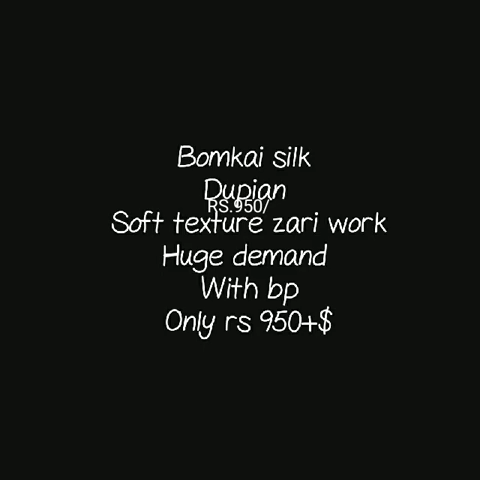 Bomkai silk
Dupian
RS.950/
Soft texture zari work
Huge demand
With bp
Only rs 950+$